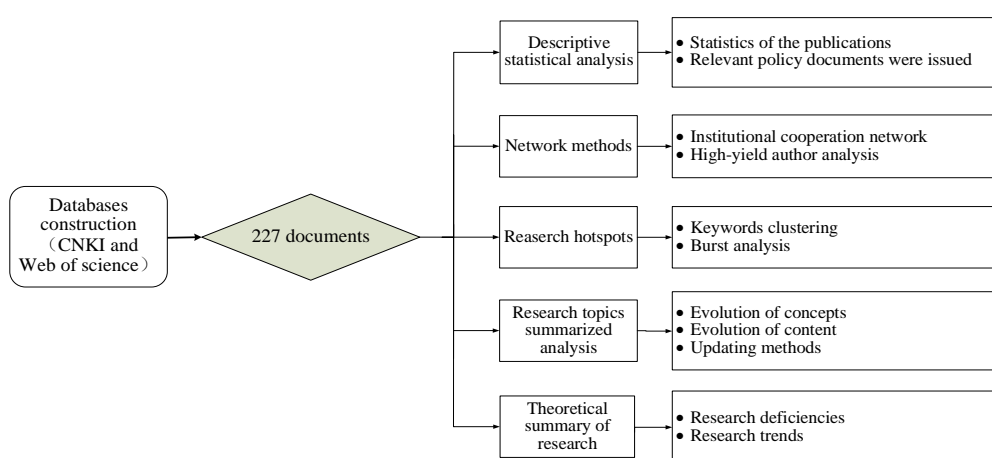 Databases
construction
（CNKI and
Web of science）
227 documents
Descriptive
statistical analysis
• Statistics of the publications
• Relevant policy documents were issued
Network methods
• Institutional cooperation network
• High-yield author analysis
Reaserch hotspots
• Keywords clustering
• Burst analysis
Research topics
summarized
analysis
• Evolution of concepts
• Evolution of content
• Updating methods
Theoretical
summary of
research
• Research deficiencies
• Research trends